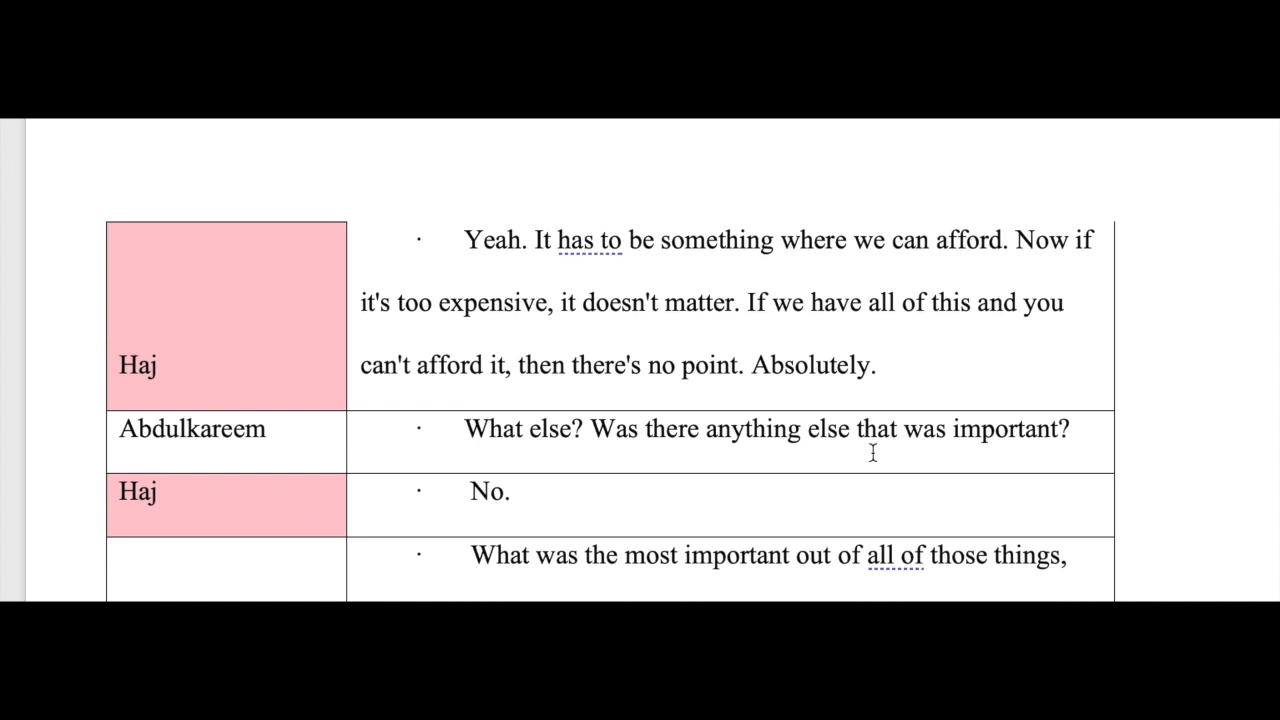 · Yeah. It has to be something where we can afford. Now if
it's too expensive, it doesn't matter. If we have all of this and you
Haj can't afford it, then there's no point. Absolutely.
Abdulkareem · What else? Was there anything else that was important?
Haj · No.
· What was the most important out of all of those things,